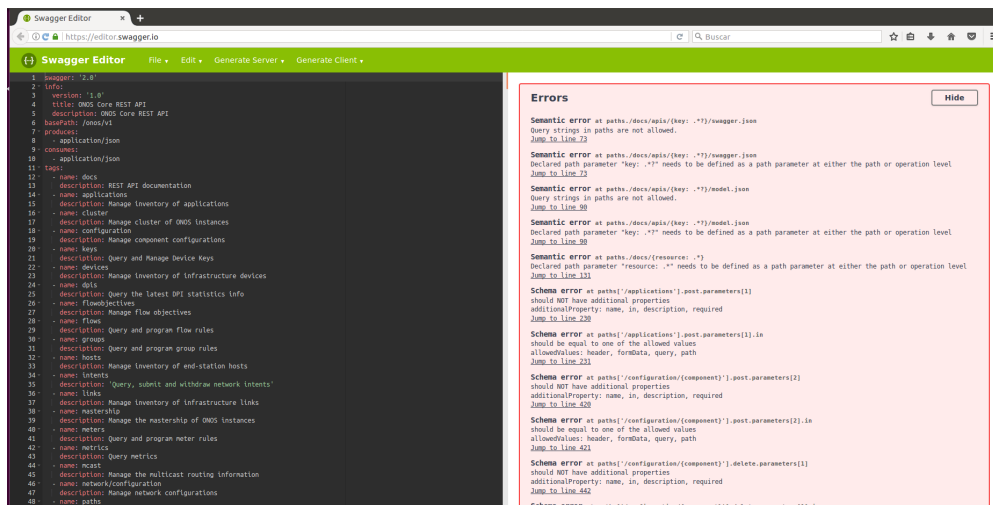 Swagger Editor
https://editor.swagger.io
Buscar
Swagger Editor File Edit Generate Server Generate Client
1 swagger: '2.0'
2 info:
3 version: '1.0'
4 title: ONOS Core REST API
5 description: ONOS Core REST API
6 basePath: /onos/v1
7 produces:
8 - application/json
9 consumes:
10 - application/json
11 tags:
12 - name: docs
13 description: REST API documentation
14 - name: applications
15 description: Manage inventory of applications
16 - name: cluster
17 description: Manage cluster of ONOS instances
18 - name: configuration
19 description: Manage component configurations
20 - name: keys
21 description: Query and Manage Device Keys
22 - name: devices
23 description: Manage inventory of infrastructure devices
24 - name: dpis
25 description: Query the latest DPI statistics info
26 - name: flowobjectives
27 description: Manage flow objectives
28 - name: flows
29 description: Query and program flow rules
30 - name: groups
31 description: Query and program group rules
32 - name: hosts
33 description: Manage inventory of end-station hosts
34 - name: intents
35 description: 'Query, submit and withdraw network intents'
36 - name: links
37 description: Manage inventory of infrastructure links
38 - name: mastership
39 description: Manage the mastership of ONOS instances
40 - name: meters
41 description: Query and program meter rules
42 - name: metrics
43 description: Query metrics
44 - name: mcast
45 description: Manage the multicast routing information
46 - name: network/configuration
47 description: Manage network configurations
48 - name: paths
Errors
Hide
Semantic error at paths./docs/apis/{key: .*?}/swagger.json
Query strings in paths are not allowed.
Jump to line 73
Semantic error at paths./docs/apis/{key: .*?}/swagger.json
Declared path parameter "key: .*?" needs to be defined as a path parameter at either the path or operation level
Jump to line 73
Semantic error at paths./docs/apis/{key: .*?}/model.json
Query strings in paths are not allowed.
Jump to line 90
Semantic error at paths./docs/apis/{key: .*?}/model.json
Declared path parameter "key: .*?" needs to be defined as a path parameter at either the path or operation level
Jump to line 90
Semantic error at paths./docs/{resource: .*}
Declared path parameter "resource: .*" needs to be defined as a path parameter at either the path or operation level
Jump to line 131
Schema error at paths['/applications'].post.parameters[1]
should NOT have additional properties
additionalProperty: name, in, description, required
Jump to line 230
Schema error at paths['/applications'].post.parameters[1].in
should be equal to one of the allowed values
allowedValues: header, formData, query, path
Jump to line 231
Schema error at paths['/configuration/{component}'].post.parameters[2]
should NOT have additional properties
additionalProperty: name, in, description, required
Jump to line 420
Schema error at paths['/configuration/{component}'].post.parameters[2].in
should be equal to one of the allowed values
allowedValues: header, formData, query, path
Jump to line 421
Schema error at paths['/configuration/{component}'].delete.parameters[1]
should NOT have additional properties
additionalProperty: name, in, description, required
Jump to line 442